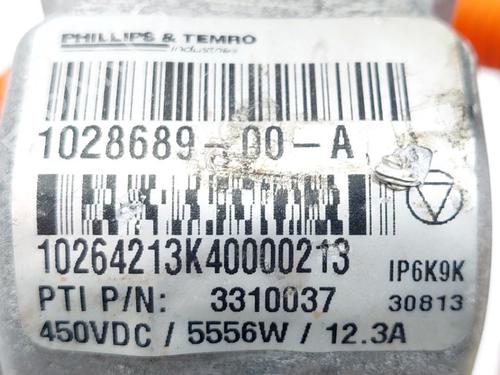 PHILLIPS & TEMRO
Industries
1028689-00-A
10264213K40000213
IP6K9K
PTI P/N: 3310037
30813
450VDC / 5556W / 12.3A